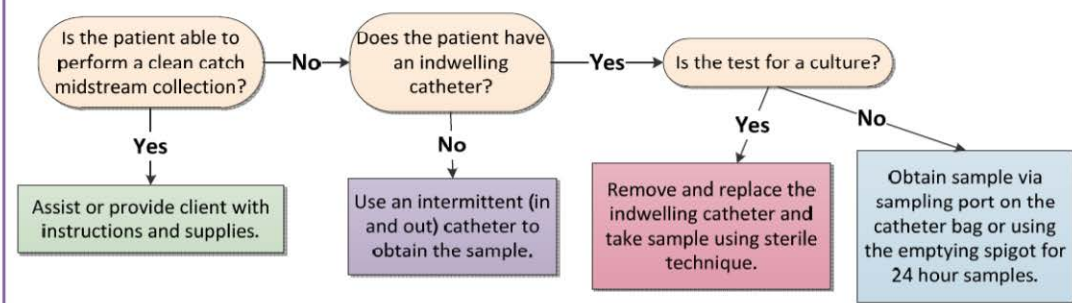 Is the patient able to
perform a clean catch
midstream collection?
No
Does the patient have
an indwelling
catheter?
Yes
Is the test for a culture?
Yes
No
Yes
No
Assist or provide client with
instructions and supplies.
Use an intermittent (in
and out) catheter to
obtain the sample.
Remove and replace the
indwelling catheter and
take sample using sterile
technique.
Obtain sample via
sampling port on the
catheter bag or using
the emptying spigot for
24 hour samples.